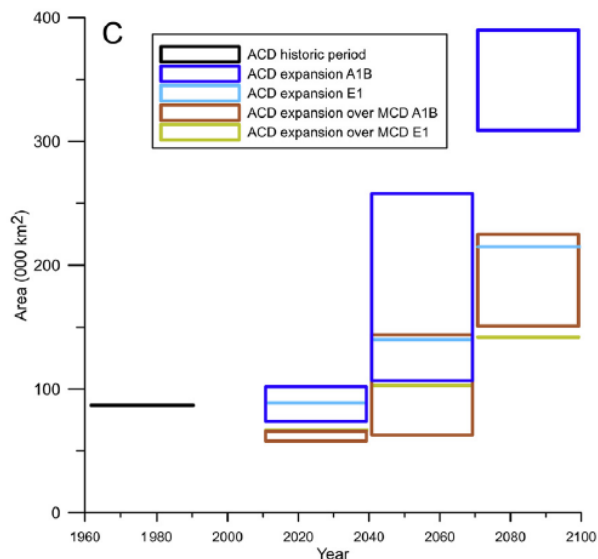 C
ACD historic period
ACD expansion A1B
ACD expansion E1
ACD expansion over MCD A1B
ACD expansion over MCD E1
400
300
200
100
0
Area (000 km²)
1960 1980 2000 2020 2040 2060 2080 2100
Year